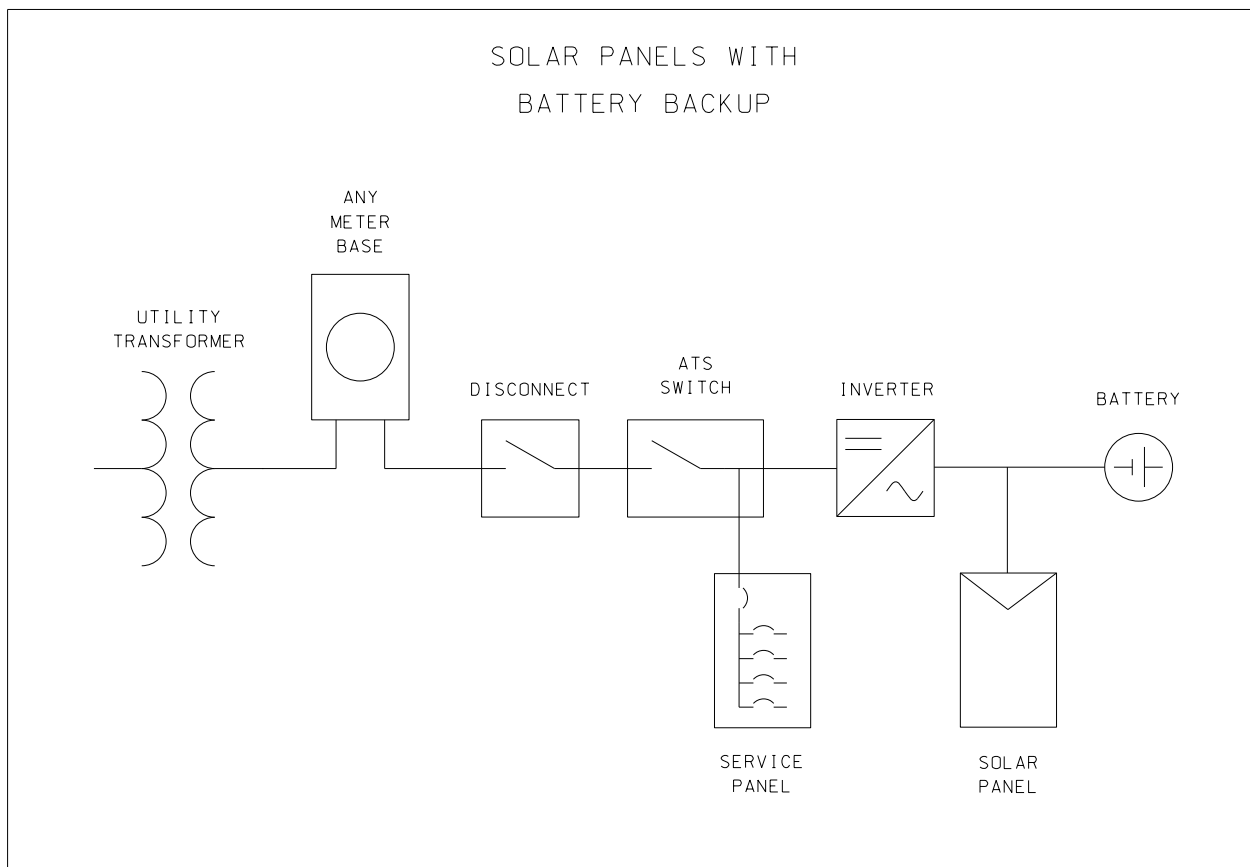 SOLAR PANELS WITH
BATTERY BACKUP
ANY
METER
BASE
UTILITY
TRANSFORMER
DISCONNECT
ATS
SWITCH
INVERTER
BATTERY
SERVICE
PANEL
SOLAR
PANEL